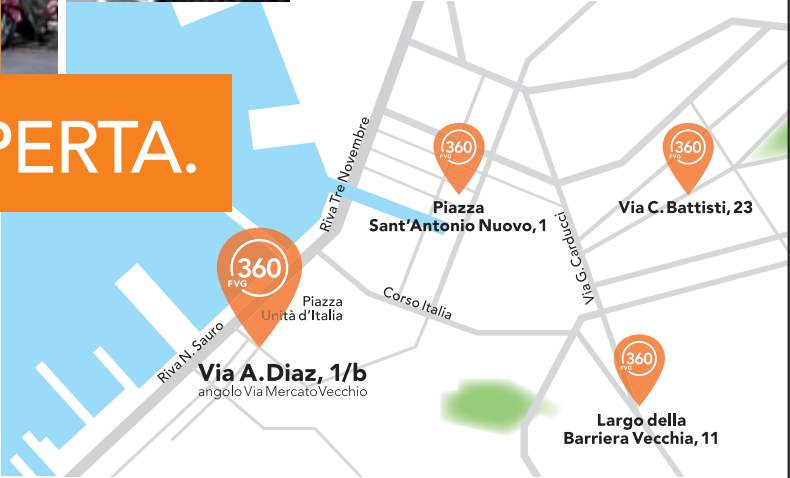 PERTA.
Riva Tre Novembre
360
FVG
Piazza
Sant'Antonio Nuovo, 1
360
FVG
Via C. Battisti, 23
Via G. Carducci
360
FVG
Piazza
Unità d'Italia
Corso Italia
Riva N. Sauro
Via A. Diaz, 1/b
angolo Via Mercato Vecchio
360
FVG
Largo della
Barriera Vecchia, 11